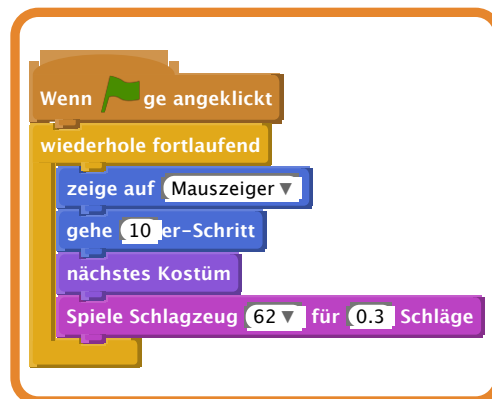 Wenn ge angeklickt
wiederhole fortlaufend
zeige auf Mauszeiger
gehe 10 er-Schritt
nächstes Kostüm
Spiele Schlagzeug 62 für 0.3 Schläge